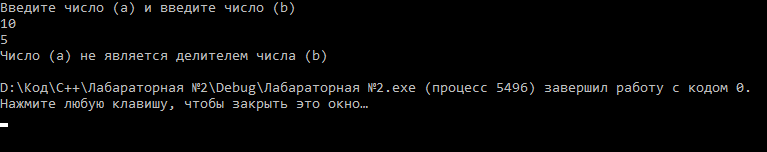 Введите число (a) и введите число (b)
10
5
Число (a) не является делителем числа (b)
D:\Код\C++\Лабараторная №2\Debug\Лабараторная №2.exe (процесс 5496) завершил работу с кодом 0.
Нажмите любую клавишу, чтобы закрыть это окно…